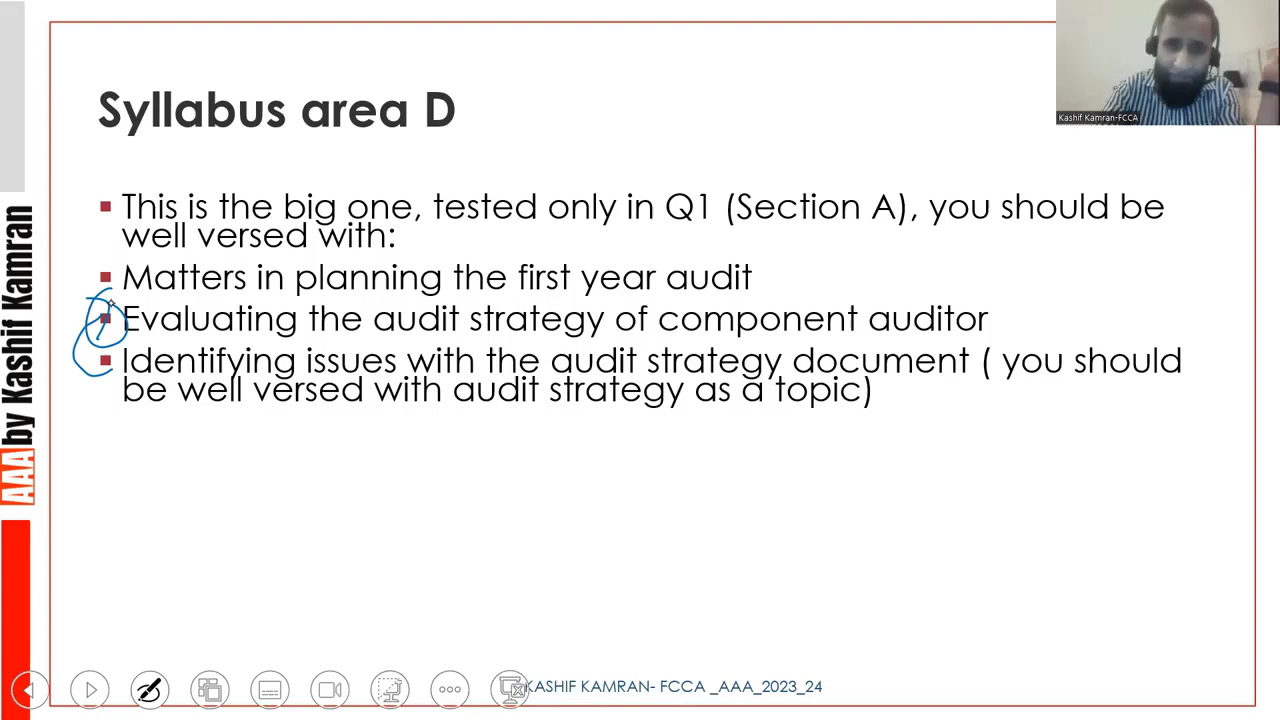 Syllabus area D
Kashif Kamran-FCCA
This is the big one, tested only in Q1 (Section A), you should be
well versed with:
Matters in planning the first year audit
Evaluating the audit strategy of component auditor
Identifying issues with the audit strategy document ( you should
be well versed with audit strategy as a topic)
AAA by Kashif Kamran
KASHIF KAMRAN- FCCA _AAA_2023_24